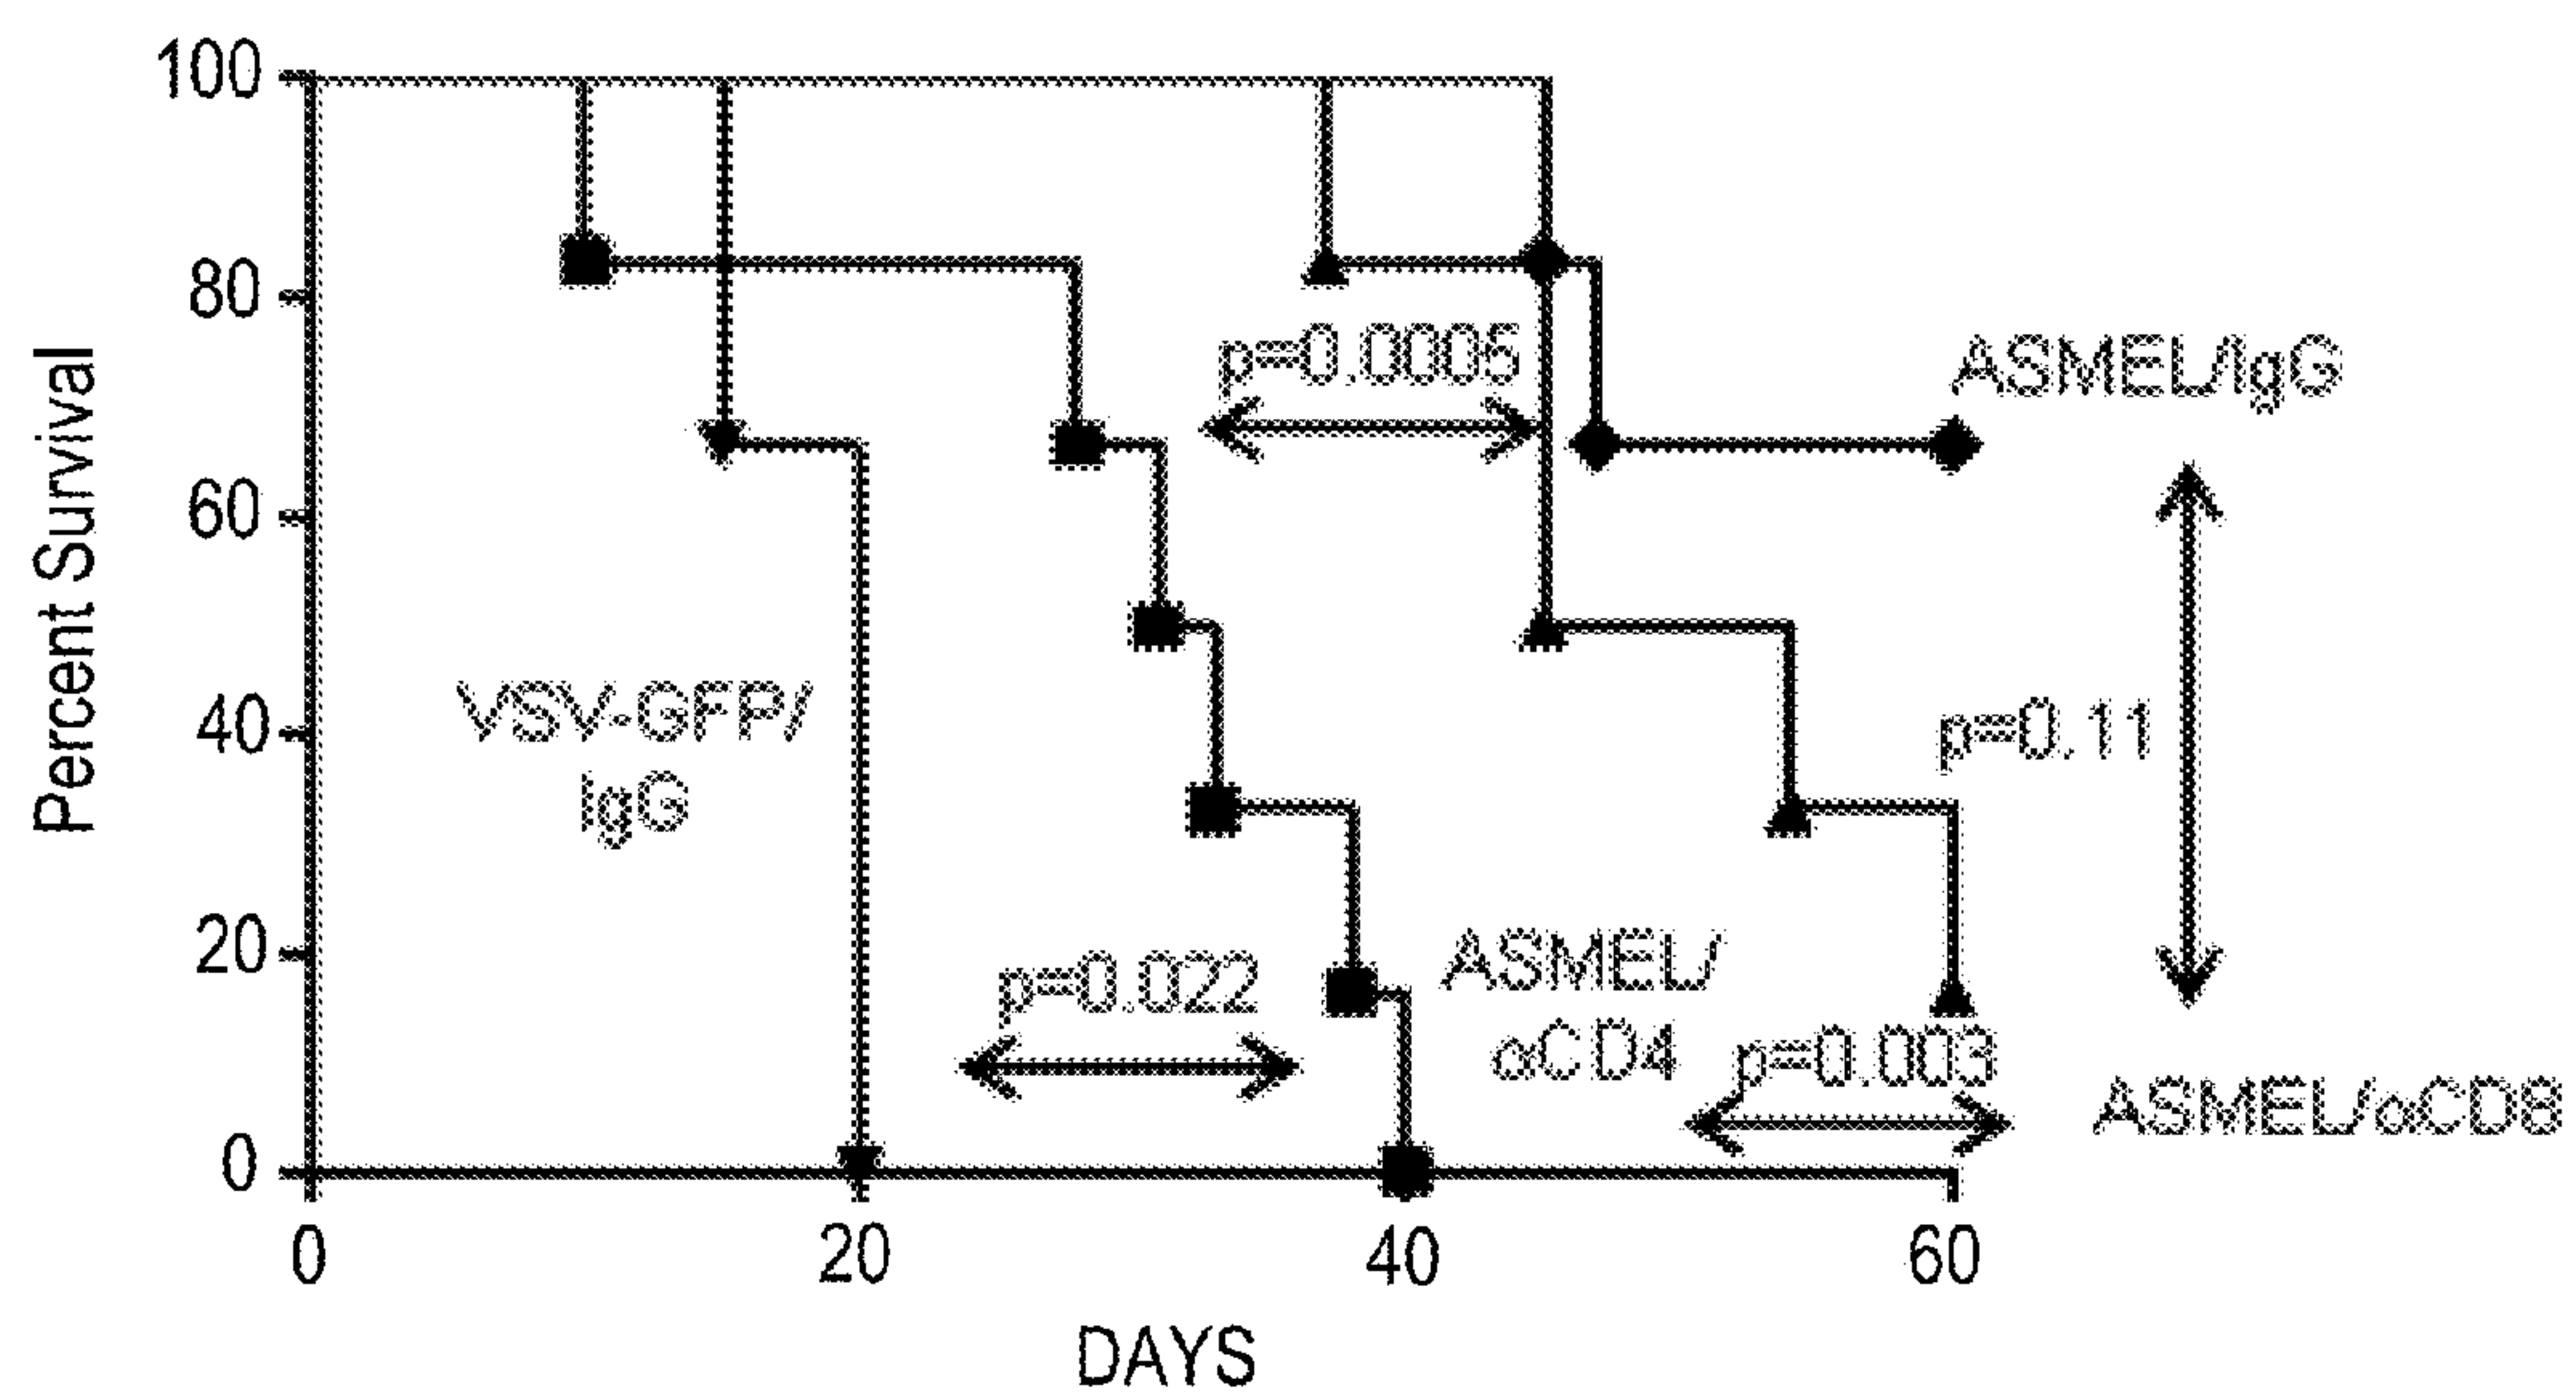 100
80
60
40
20
0
Percent Survival
p=0.0005
ASMEL/IgG
VSV-GFP/
IgG
p=0.11
p=0.022
ASMEL/
αCD4
p=0.003
ASMEL/αCD8
0
20
40
60
DAYS